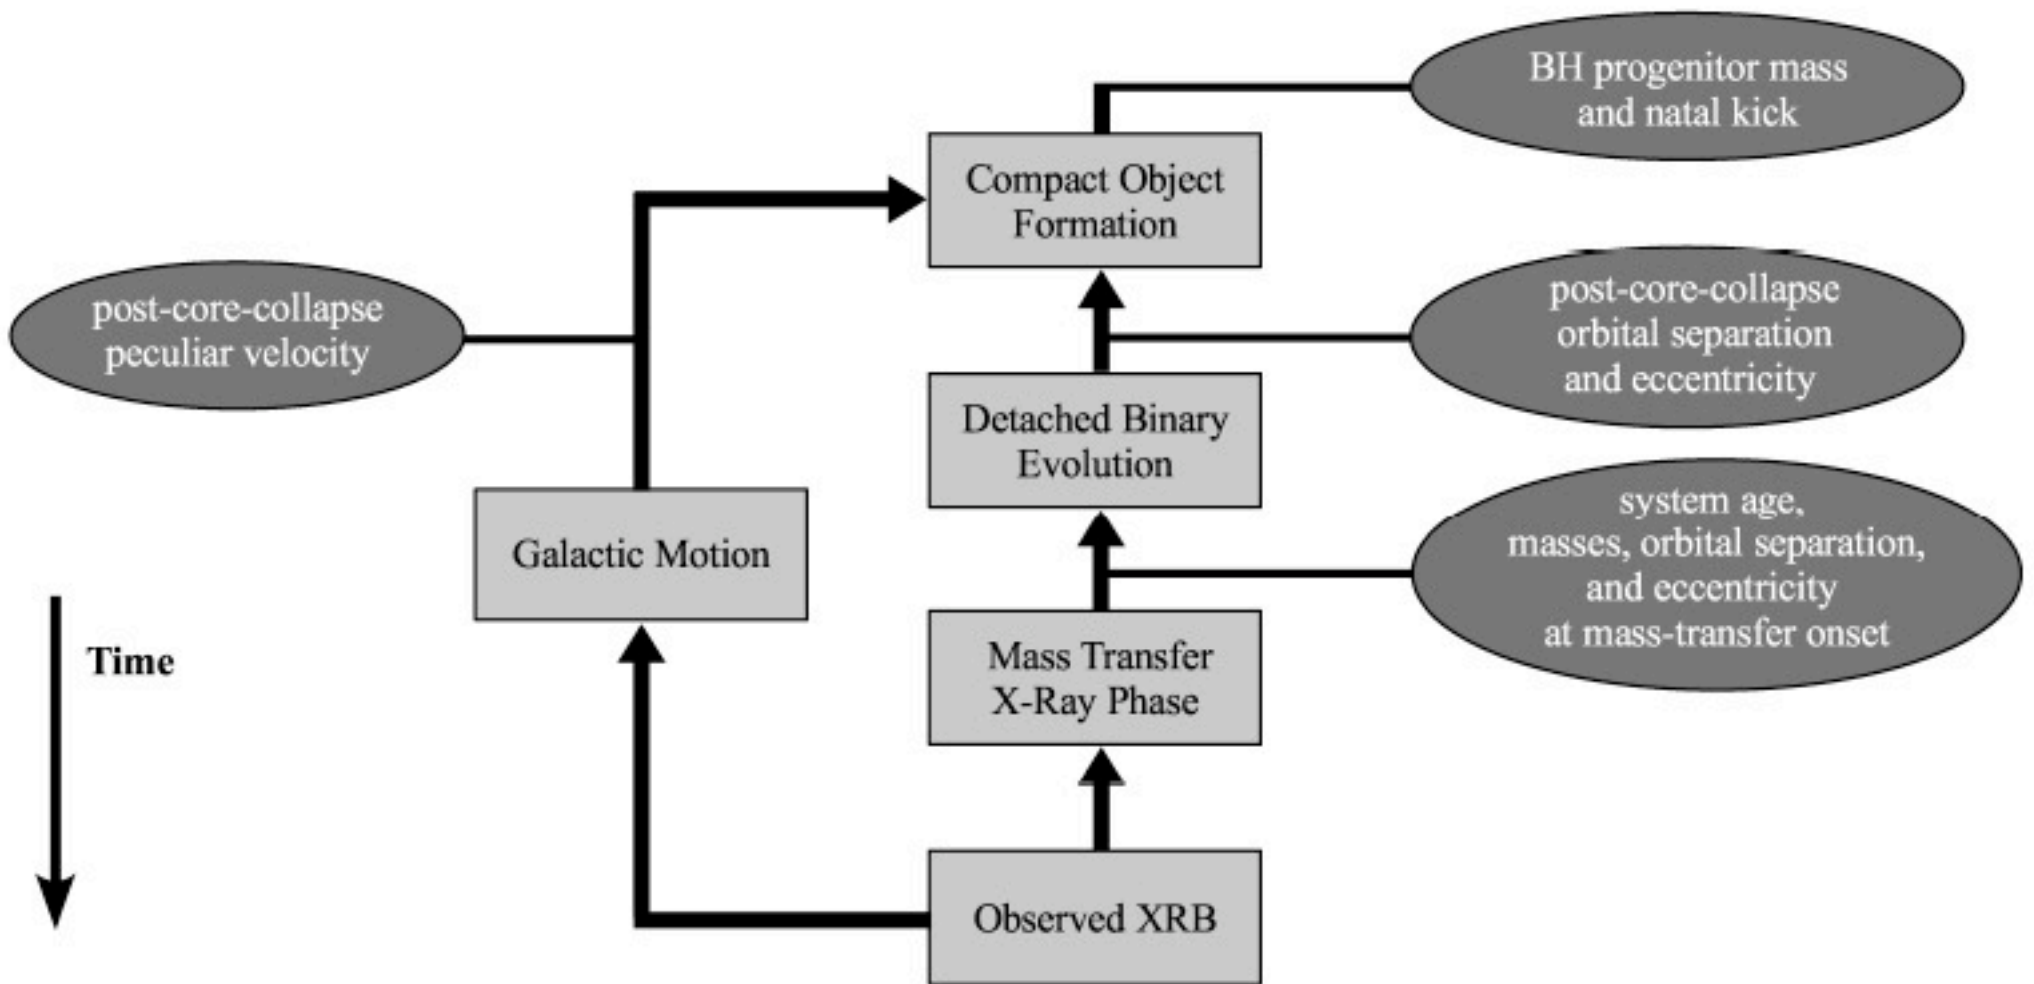 BH progenitor mass
and natal kick
Compact Object
Formation
post-core-collapse
peculiar velocity
post-core-collapse
orbital separation
and eccentricity
Detached Binary
Evolution
system age,
masses, orbital separation,
and eccentricity
at mass-transfer onset
Galactic Motion
Time
Mass Transfer
X-Ray Phase
Observed XRB